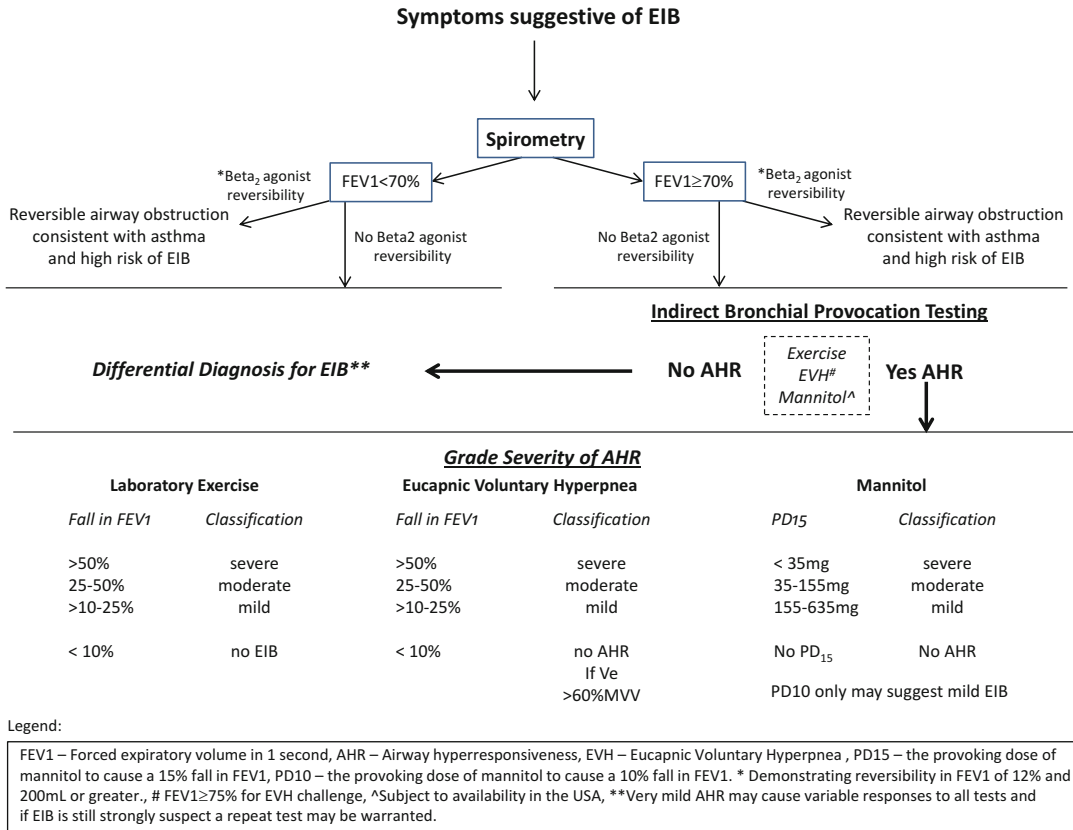 Symptoms suggestive of EIB
Spirometry
*Beta₂ agonist
reversibility
FEV1<70%
FEV1≥70%
*Beta₂ agonist
reversibility
Reversible airway obstruction
consistent with asthma
and high risk of EIB
No Beta2 agonist
reversibility
No Beta2 agonist
reversibility
Reversible airway obstruction
consistent with asthma
and high risk of EIB
Indirect Bronchial Provocation Testing
Differential Diagnosis for EIB**
No AHR
Exercise
EVH#
Mannitol^
Yes AHR
Grade Severity of AHR
Laboratory Exercise Eucapnic Voluntary Hyperpnea Mannitol
Fall in FEV1 Classification Fall in FEV1 Classification PD15 Classification
>50% severe >50% severe < 35mg severe
25-50% moderate 25-50% moderate 35-155mg moderate
>10-25% mild >10-25% mild 155-635mg mild
< 10% no EIB < 10% no AHR No PD₁₅ No AHR
If Ve
>60%MVV PD10 only may suggest mild EIB
Legend:
FEV1 – Forced expiratory volume in 1 second, AHR – Airway hyperresponsiveness, EVH – Eucapnic Voluntary Hyperpnea , PD15 – the provoking dose of
mannitol to cause a 15% fall in FEV1, PD10 – the provoking dose of mannitol to cause a 10% fall in FEV1. * Demonstrating reversibility in FEV1 of 12% and
200mL or greater., # FEV1≥75% for EVH challenge, ^Subject to availability in the USA, **Very mild AHR may cause variable responses to all tests and
if EIB is still strongly suspect a repeat test may be warranted.